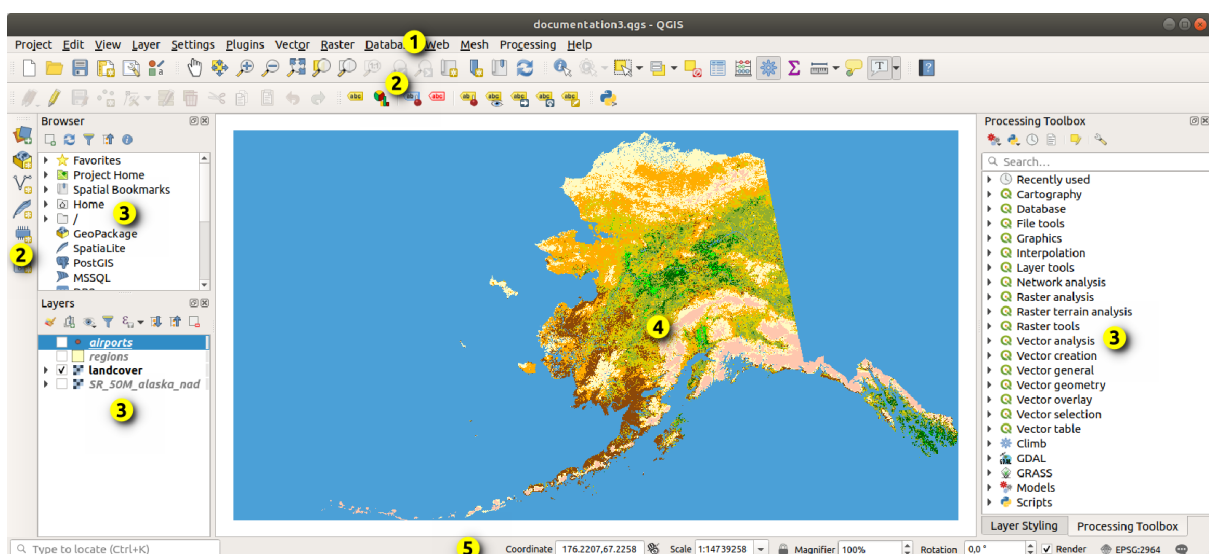 documentation3.qgs - QGIS
Project Edit View Layer Settings Plugins Vector Raster Web Mesh Processing Help
1
2
abc abc abc
Browser
Favorites
Project Home
Spatial Bookmarks
Home
/
3
GeoPackage
SpatiaLite
PostGIS
MSSQL
2
Layers
airports
regions
landcover
SR_50M_alaska_nad
3
4
Processing Toolbox
Search...
Recently used
Cartography
Database
File tools
Graphics
Interpolation
Layer tools
Network analysis
Raster analysis
Raster terrain analysis
Raster tools
Vector analysis
3
Vector creation
Vector general
Vector geometry
Vector overlay
Vector selection
Vector table
Climb
GDAL
GRASS
Models
Scripts
Layer Styling Processing Toolbox
Type to locate (Ctrl+K) 5 Coordinate 176.2207,67.2258 Scale 1:14739258 Magnifier 100% Rotation 0,0 ° Render EPSG:2964